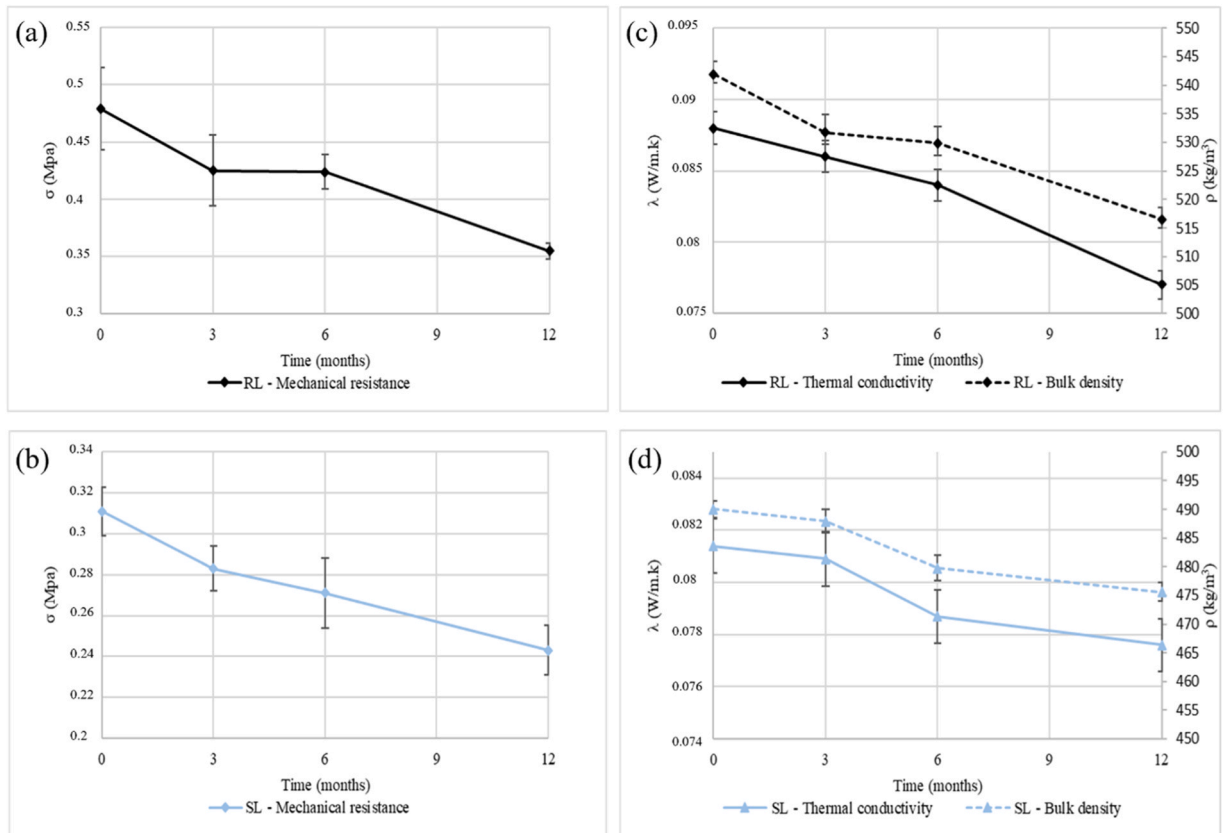 (a)
0.55
0.5
0.45
0.4
0.35
0.3
σ (Mpa)
0 3 6 9 12
Time (months)
RL - Mechanical resistance
(c)
0.095
0.09
0.085
0.08
0.075
λ (W/m.k)
550
545
540
535
530
525
520
515
510
505
500
ρ (kg/m³)
0 3 6 9 12
Time (months)
RL - Thermal conductivity RL - Bulk density
(b)
0.34
0.32
0.3
0.28
0.26
0.24
0.22
0.2
σ (Mpa)
0 3 6 9 12
Time (months)
SL - Mechanical resistance
(d)
0.084
0.082
0.08
0.078
0.076
0.074
λ (W/m.k)
500
495
490
485
480
475
470
465
460
455
450
ρ (kg/m³)
0 3 6 9 12
Time (months)
SL - Thermal conductivity SL - Bulk density